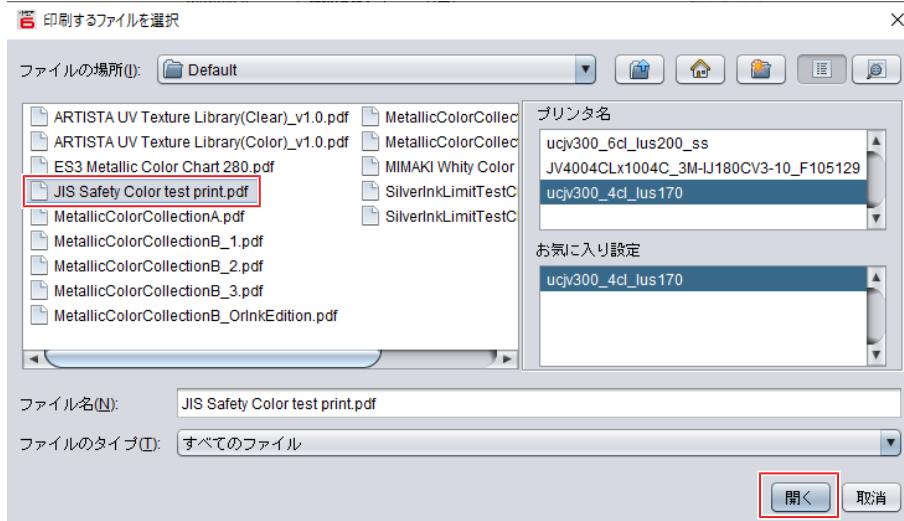 印刷するファイルを選択
ファイルの場所(I):
Default
ARTISTA UV Texture Library(Clear)_v1.0.pdf
ARTISTA UV Texture Library(Color)_v1.0.pdf
ES3 Metallic Color Chart 280.pdf
JIS Safety Color test print.pdf
MetallicColorCollectionA.pdf
MetallicColorCollectionB_1.pdf
MetallicColorCollectionB_2.pdf
MetallicColorCollectionB_3.pdf
MetallicColorCollectionB_OrInkEdition.pdf
MetallicColorCollec
MetallicColorCollec
MIMAKI Whity Color
SilverInkLimitTestC
SilverInkLimitTestC
プリンタ名
ucjv300_6cl_lus200_ss
JV4004CLx1004C_3M-IJ180CV3-10_F105129
ucjv300_4cl_lus170
お気に入り設定
ucjv300_4cl_lus170
ファイル名(N):
JIS Safety Color test print.pdf
ファイルのタイプ(T):
すべてのファイル
開く
取消